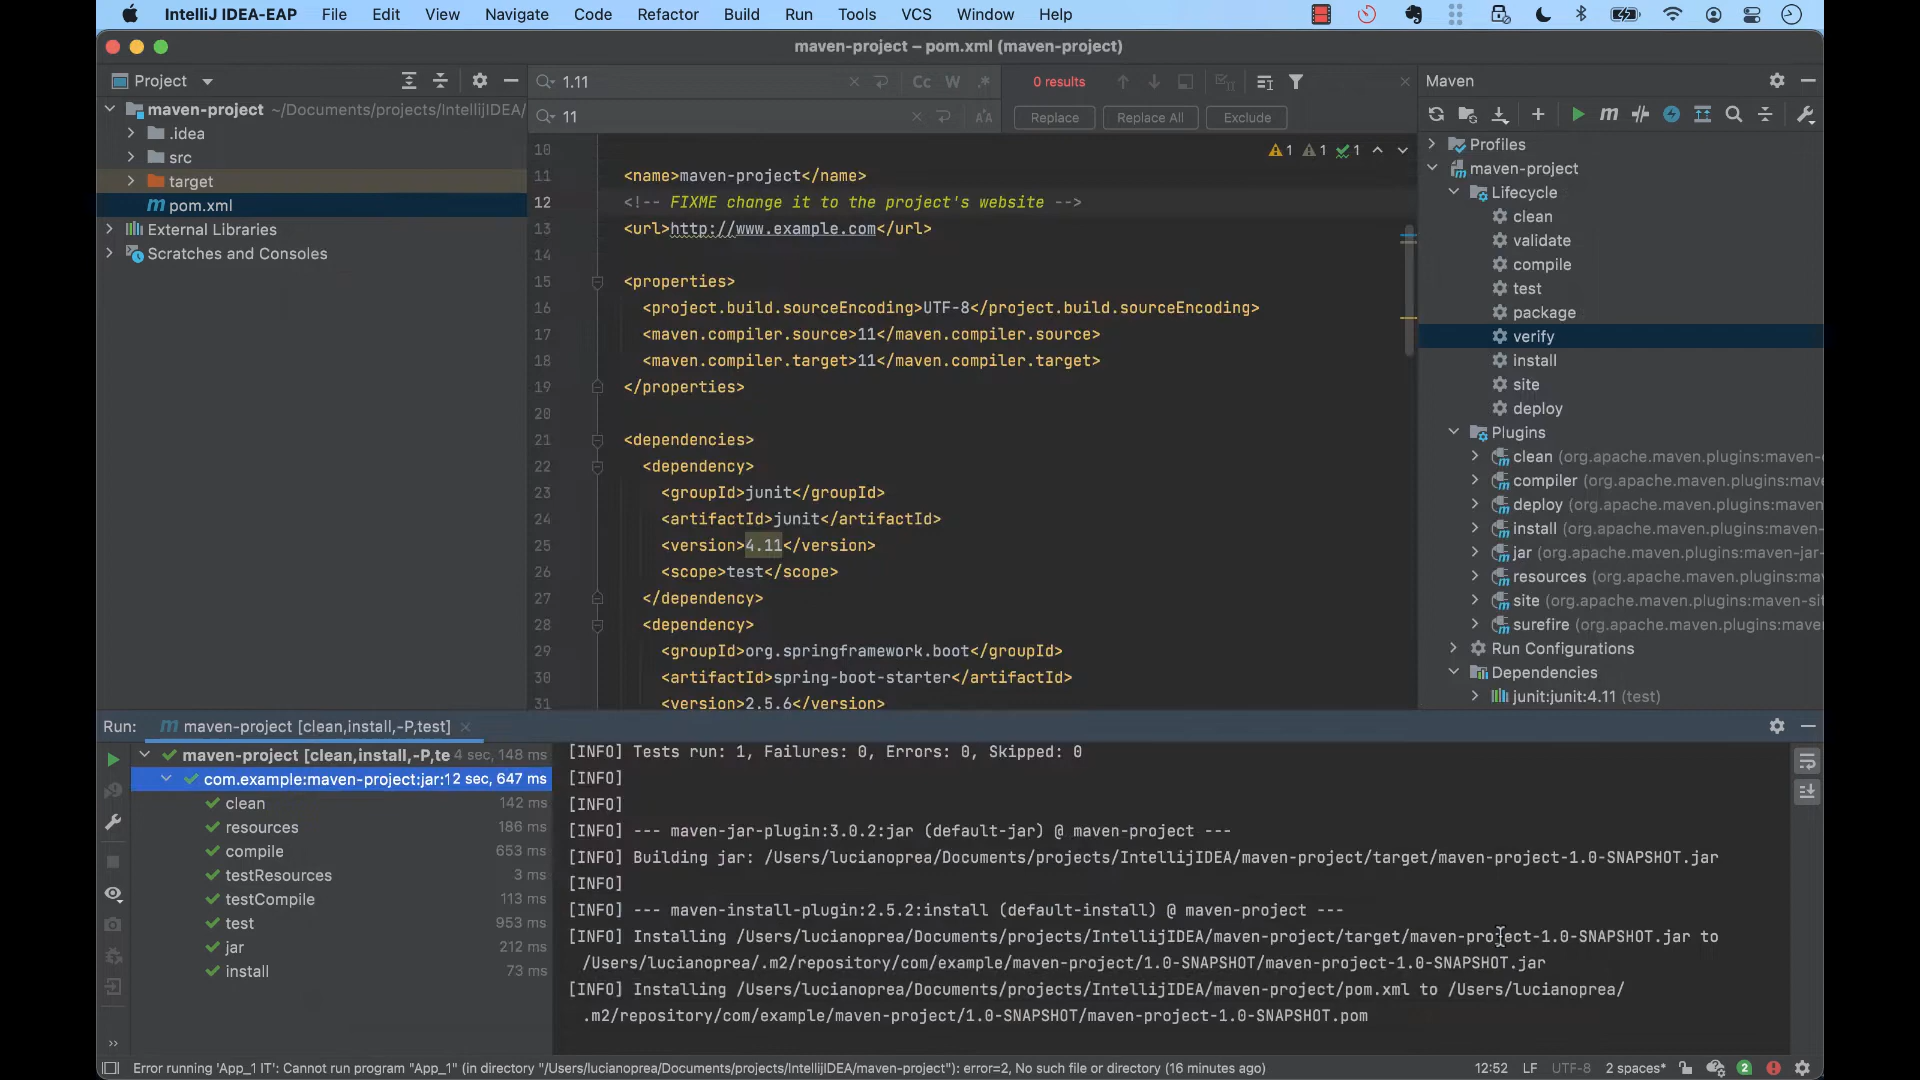 IntelliJ IDEA-EAP File Edit View Navigate Code Refactor Build Run Tools VCS Window Help
maven-project – pom.xml (maven-project)
Project
maven-project ~/Documents/projects/IntellijIDEA/
.idea
src
target
pom.xml
External Libraries
Scratches and Consoles
1.11
Cc W .*
0 results
11
Replace Replace All Exclude
1 1 1
10
11 <name>maven-project</name>
12 <!-- FIXME change it to the project's website -->
13 <url>http://www.example.com</url>
14
15 <properties>
16 <project.build.sourceEncoding>UTF-8</project.build.sourceEncoding>
17 <maven.compiler.source>11</maven.compiler.source>
18 <maven.compiler.target>11</maven.compiler.target>
19 </properties>
20
21 <dependencies>
22 <dependency>
23 <groupId>junit</groupId>
24 <artifactId>junit</artifactId>
25 <version>4.11</version>
26 <scope>test</scope>
27 </dependency>
28 <dependency>
29 <groupId>org.springframework.boot</groupId>
30 <artifactId>spring-boot-starter</artifactId>
31 <version>2.5.6</version>
Maven
Profiles
maven-project
Lifecycle
clean
validate
compile
test
package
verify
install
site
deploy
Plugins
clean (org.apache.maven.plugins:maven-
compiler (org.apache.maven.plugins:mave
deploy (org.apache.maven.plugins:maven-
install (org.apache.maven.plugins:maven-
jar (org.apache.maven.plugins:maven-jar-
resources (org.apache.maven.plugins:ma
site (org.apache.maven.plugins:maven-sit
surefire (org.apache.maven.plugins:mave
Run Configurations
Dependencies
junit:junit:4.11 (test)
Run: maven-project [clean,install,-P,test]
maven-project [clean,install,-P,te 4 sec, 148 ms
com.example:maven-project:jar:1 2 sec, 647 ms
clean 142 ms
resources 186 ms
compile 653 ms
testResources 3 ms
testCompile 113 ms
test 953 ms
jar 212 ms
install 73 ms
[INFO] Tests run: 1, Failures: 0, Errors: 0, Skipped: 0
[INFO]
[INFO]
[INFO] --- maven-jar-plugin:3.0.2:jar (default-jar) @ maven-project ---
[INFO] Building jar: /Users/lucianoprea/Documents/projects/IntellijIDEA/maven-project/target/maven-project-1.0-SNAPSHOT.jar
[INFO]
[INFO] --- maven-install-plugin:2.5.2:install (default-install) @ maven-project ---
[INFO] Installing /Users/lucianoprea/Documents/projects/IntellijIDEA/maven-project/target/maven-project-1.0-SNAPSHOT.jar to
/Users/lucianoprea/.m2/repository/com/example/maven-project/1.0-SNAPSHOT/maven-project-1.0-SNAPSHOT.jar
[INFO] Installing /Users/lucianoprea/Documents/projects/IntellijIDEA/maven-project/pom.xml to /Users/lucianoprea/
.m2/repository/com/example/maven-project/1.0-SNAPSHOT/maven-project-1.0-SNAPSHOT.pom
Error running 'App_1 IT': Cannot run program "App_1" (in directory "/Users/lucianoprea/Documents/projects/IntellijIDEA/maven-project"): error=2, No such file or directory (16 minutes ago) 12:52 LF UTF-8 2 spaces* 2